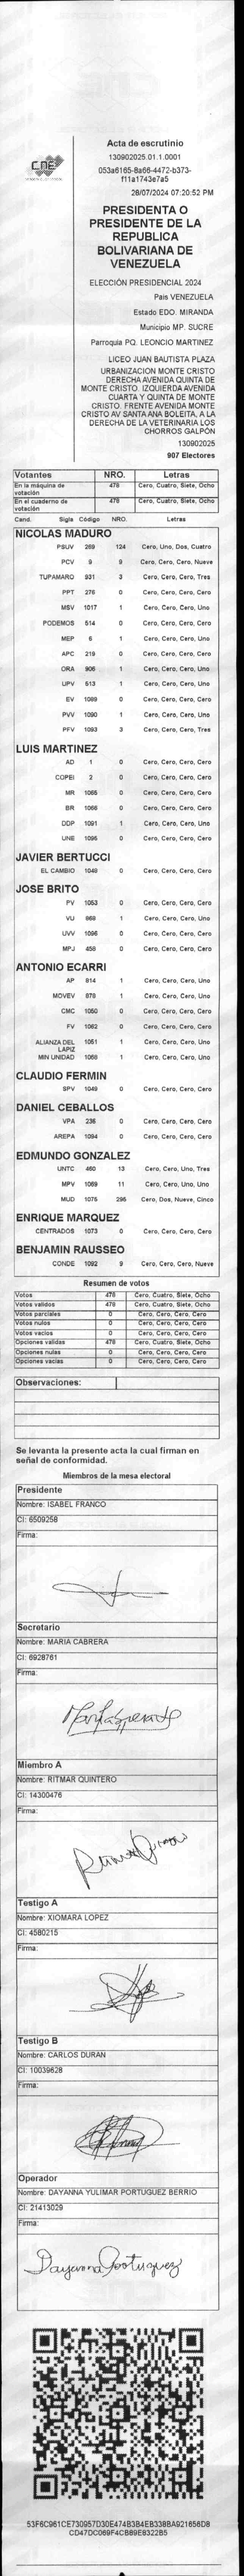 CNE
Acta de escrutinio
130902025.01.1.0001
053a6165-8a66-4472-b373-
f11a1743e7a5
28/07/2024 07:20:52 PM
PRESIDENTA O
PRESIDENTE DE LA
REPUBLICA
BOLIVARIANA DE
VENEZUELA
ELECCIÓN PRESIDENCIAL 2024
Pais VENEZUELA
Estado EDO. MIRANDA
Municipio MP. SUCRE
Parroquia PQ. LEONCIO MARTINEZ
LICEO JUAN BAUTISTA PLAZA
URBANIZACION MONTE CRISTO
DERECHA AVENIDA QUINTA DE
MONTE CRISTO. IZQUIERDA AVENIDA
CUARTA Y QUINTA DE MONTE
CRISTO. FRENTE AVENIDA MONTE
CRISTO AV SANTA ANA BOLEITA, A LA
DERECHA DE LA VETERINARIA LOS
CHORROS GALPÓN
130902025
907 Electores
Votantes NRO. Letras
En la máquina de votación 478 Cero, Cuatro, Siete, Ocho
En el cuaderno de votación 478 Cero, Cuatro, Siete, Ocho
Cand. Sigla Código NRO. Letras
NICOLAS MADURO
PSUV 269 124 Cero, Uno, Dos, Cuatro
PCV 9 9 Cero, Cero, Cero, Nueve
TUPAMARO 931 3 Cero, Cero, Cero, Tres
PPT 276 0 Cero, Cero, Cero, Cero
MSV 1017 1 Cero, Cero, Cero, Uno
PODEMOS 514 0 Cero, Cero, Cero, Cero
MEP 6 1 Cero, Cero, Cero, Uno
APC 219 0 Cero, Cero, Cero, Cero
ORA 906 1 Cero, Cero, Cero, Uno
UPV 513 1 Cero, Cero, Cero, Uno
EV 1089 0 Cero, Cero, Cero, Cero
PVV 1090 1 Cero, Cero, Cero, Uno
PFV 1093 3 Cero, Cero, Cero, Tres
LUIS MARTINEZ
AD 1 0 Cero, Cero, Cero, Cero
COPEI 2 0 Cero, Cero, Cero, Cero
MR 1065 0 Cero, Cero, Cero, Cero
BR 1066 0 Cero, Cero, Cero, Cero
DDP 1091 1 Cero, Cero, Cero, Uno
UNE 1095 0 Cero, Cero, Cero, Cero
JAVIER BERTUCCI
EL CAMBIO 1048 0 Cero, Cero, Cero, Cero
JOSE BRITO
PV 1053 0 Cero, Cero, Cero, Cero
VU 968 1 Cero, Cero, Cero, Uno
UVV 1096 0 Cero, Cero, Cero, Cero
MPJ 458 0 Cero, Cero, Cero, Cero
ANTONIO ECARRI
AP 814 1 Cero, Cero, Cero, Uno
MOVEV 878 1 Cero, Cero, Cero, Uno
CMC 1050 0 Cero, Cero, Cero, Cero
FV 1062 0 Cero, Cero, Cero, Cero
ALIANZA DEL LAPIZ 1051 1 Cero, Cero, Cero, Uno
MIN UNIDAD 1068 1 Cero, Cero, Cero, Uno
CLAUDIO FERMIN
SPV 1049 0 Cero, Cero, Cero, Cero
DANIEL CEBALLOS
VPA 236 0 Cero, Cero, Cero, Cero
AREPA 1094 0 Cero, Cero, Cero, Cero
EDMUNDO GONZALEZ
UNTC 460 13 Cero, Cero, Uno, Tres
MPV 1069 11 Cero, Cero, Uno, Uno
MUD 1075 295 Cero, Dos, Nueve, Cinco
ENRIQUE MARQUEZ
CENTRADOS 1073 0 Cero, Cero, Cero, Cero
BENJAMIN RAUSSEO
CONDE 1092 9 Cero, Cero, Cero, Nueve
Resumen de votos
Votos 478 Cero, Cuatro, Siete, Ocho
Votos validos 478 Cero, Cuatro, Siete, Ocho
Votos parciales 0 Cero, Cero, Cero, Cero
Votos nulos 0 Cero, Cero, Cero, Cero
Votos vacios 0 Cero, Cero, Cero, Cero
Opciones validas 478 Cero, Cuatro, Siete, Ocho
Opciones nulas 0 Cero, Cero, Cero, Cero
Opciones vacias 0 Cero, Cero, Cero, Cero
Observaciones:
Se levanta la presente acta la cual firman en
señal de conformidad.
Miembros de la mesa electoral
Presidente
Nombre: ISABEL FRANCO
CI: 6509258
Firma:
Secretario
Nombre: MARIA CABRERA
CI: 6928761
Firma:
Miembro A
Nombre: RITMAR QUINTERO
CI: 14300476
Firma:
Testigo A
Nombre: XIOMARA LOPEZ
CI: 4580215
Firma:
Testigo B
Nombre: CARLOS DURAN
CI: 10039628
Firma:
Operador
Nombre: DAYANNA YULIMAR PORTUGUEZ BERRIO
CI: 21413029
Firma:
Dayanna Portuguez
53F6C961CE730957D30E474B3B4EB338BA921656D8
CD47DC069F4CB89E8322B5